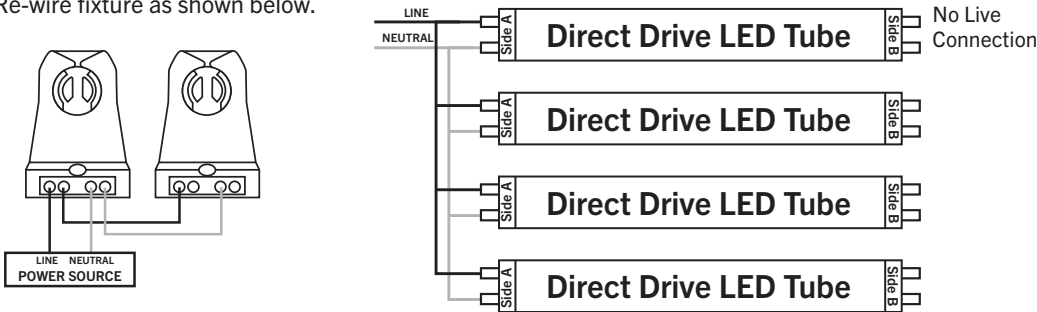 Re-wire fixture as shown below.
LINE NEUTRAL
POWER SOURCE
LINE
NEUTRAL
Side A
Direct Drive LED Tube
Side B
No Live
Connection
Side A
Direct Drive LED Tube
Side B
Side A
Direct Drive LED Tube
Side B
Side A
Direct Drive LED Tube
Side B